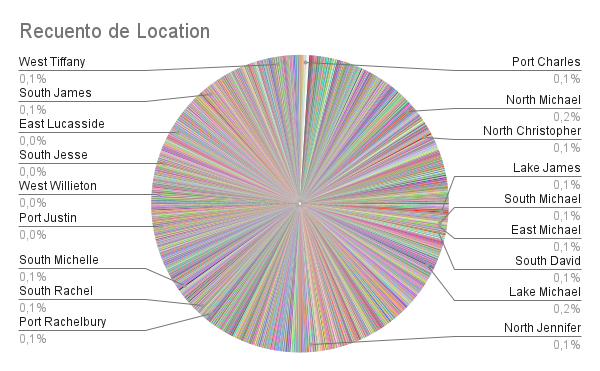 Recuento de Location
West Tiffany
0,1%
South James
0,1%
East Lucasside
0,0%
South Jesse
0,0%
West Willieton
0,0%
Port Justin
0,0%
South Michelle
0,1%
South Rachel
0,1%
Port Rachelbury
0,1%
Port Charles
0,1%
North Michael
0,2%
North Christopher
0,1%
Lake James
0,1%
South Michael
0,1%
East Michael
0,1%
South David
0,1%
Lake Michael
0,2%
North Jennifer
0,1%